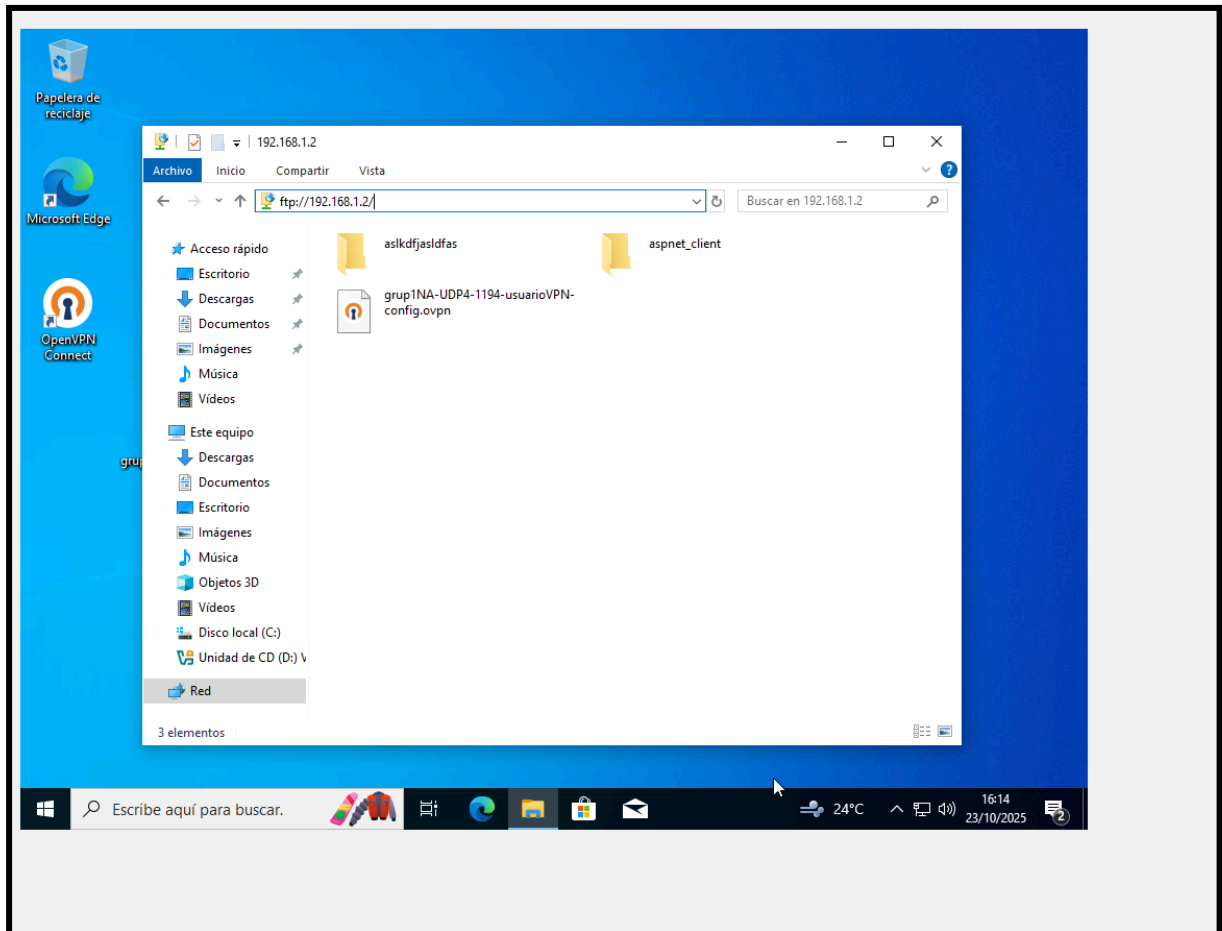 Papelera de
reciclaje
Microsoft Edge
OpenVPN
Connect
192.168.1.2
Archivo Inicio Compartir Vista
ftp://192.168.1.2/
Buscar en 192.168.1.2
Acceso rápido
Escritorio
Descargas
Documentos
Imágenes
Música
Vídeos
Este equipo
Descargas
Documentos
Escritorio
Imágenes
Música
Objetos 3D
Vídeos
Disco local (C:)
Unidad de CD (D:) V
Red
aslkdfjasldfas
aspnet_client
grup1NA-UDP4-1194-usuarioVPN-
config.ovpn
3 elementos
Escribe aquí para buscar.
24°C
16:14
23/10/2025
2